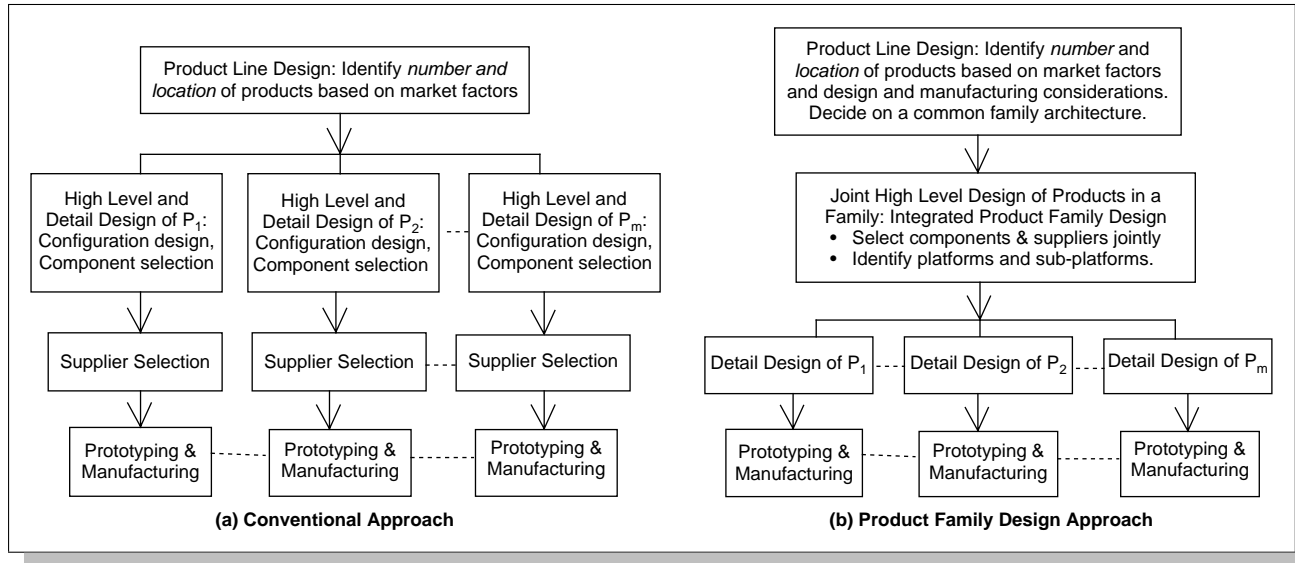 Product Line Design: Identify number and
location of products based on market factors
High Level and
Detail Design of P1:
Configuration design,
Component selection
High Level and
Detail Design of P2:
Configuration design,
Component selection
High Level and
Detail Design of Pm:
Configuration design,
Component selection
Supplier Selection
Supplier Selection
Supplier Selection
Prototyping &
Manufacturing
Prototyping &
Manufacturing
Prototyping &
Manufacturing
(a) Conventional Approach
Product Line Design: Identify number and
location of products based on market factors
and design and manufacturing considerations.
Decide on a common family architecture.
Joint High Level Design of Products in a
Family: Integrated Product Family Design
• Select components & suppliers jointly
• Identify platforms and sub-platforms.
Detail Design of P1
Detail Design of P2
Detail Design of Pm
Prototyping &
Manufacturing
Prototyping &
Manufacturing
Prototyping &
Manufacturing
(b) Product Family Design Approach